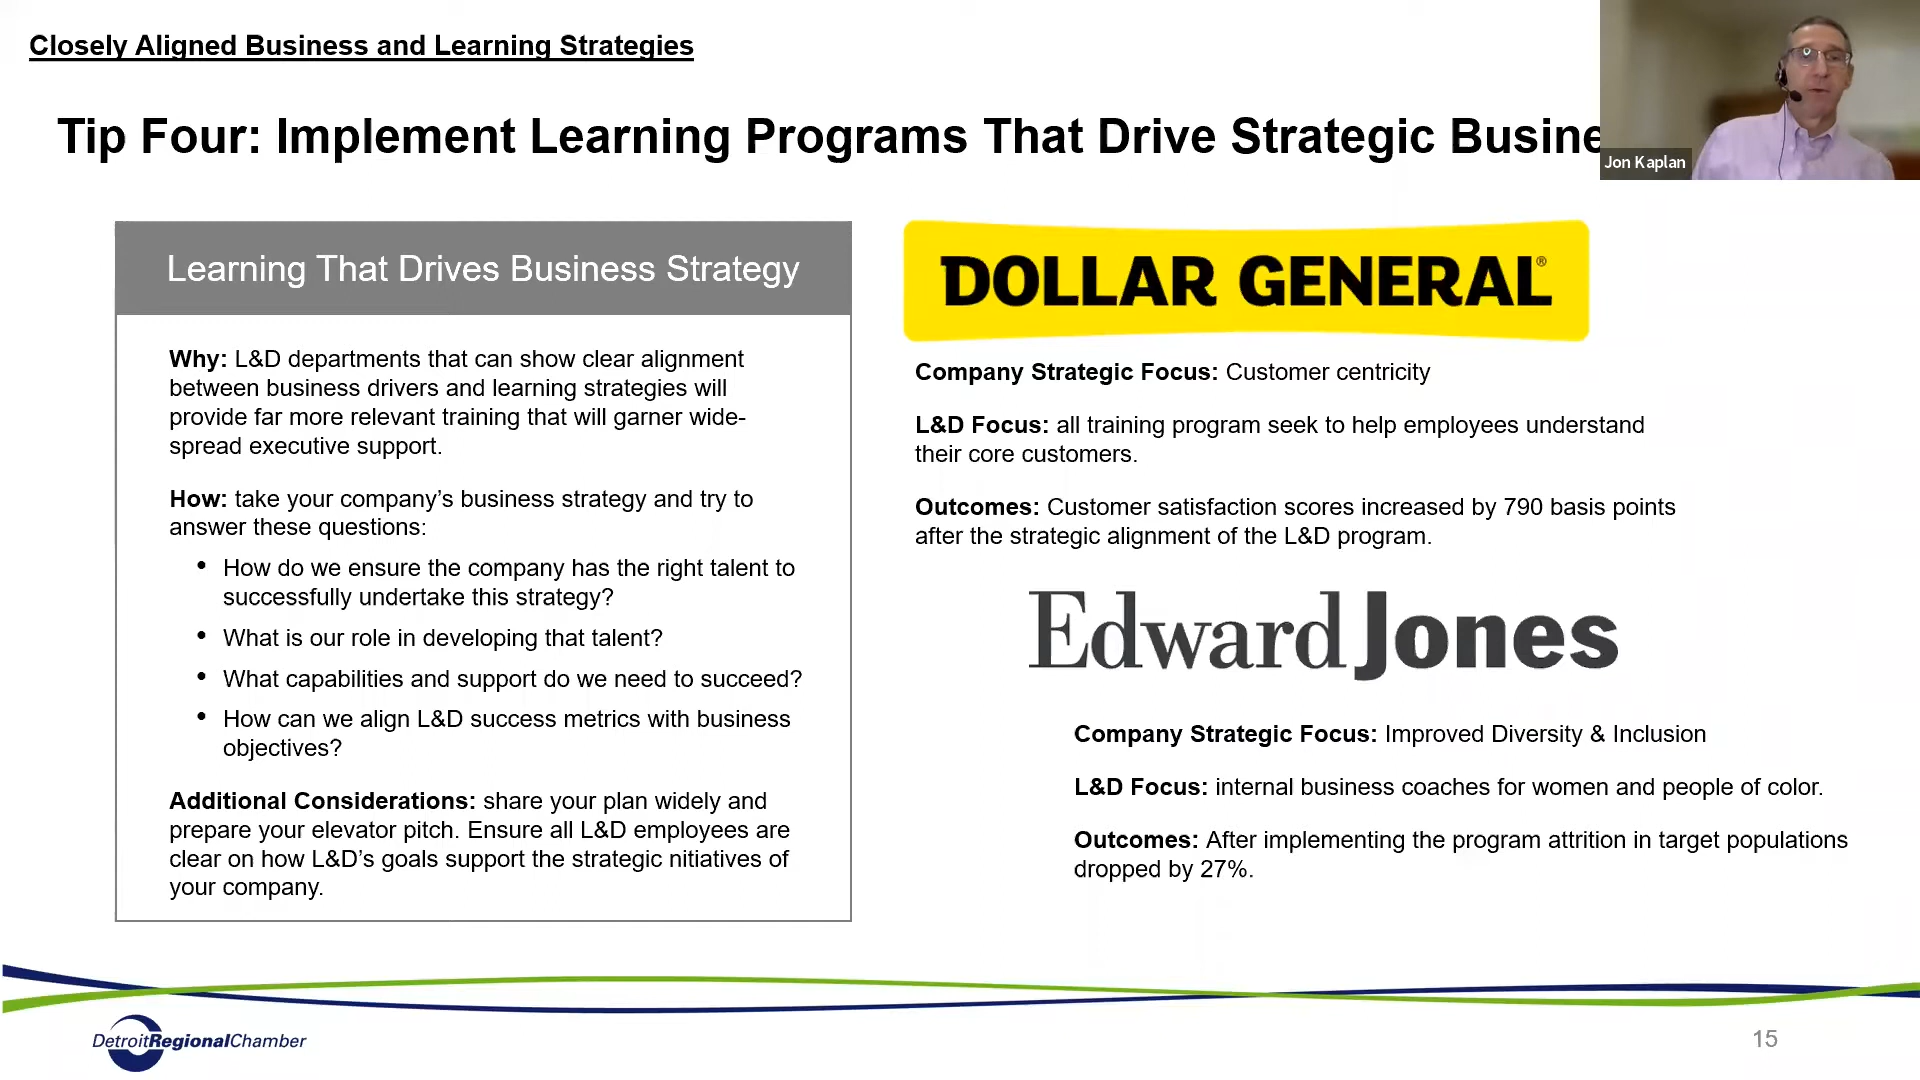 Closely Aligned Business and Learning Strategies
Tip Four: Implement Learning Programs That Drive Strategic Busine
Jon Kaplan
Learning That Drives Business Strategy
Why: L&D departments that can show clear alignment
between business drivers and learning strategies will
provide far more relevant training that will garner wide-
spread executive support.
How: take your company’s business strategy and try to
answer these questions:
• How do we ensure the company has the right talent to
successfully undertake this strategy?
• What is our role in developing that talent?
• What capabilities and support do we need to succeed?
• How can we align L&D success metrics with business
objectives?
Additional Considerations: share your plan widely and
prepare your elevator pitch. Ensure all L&D employees are
clear on how L&D’s goals support the strategic nitiatives of
your company.
DOLLAR GENERAL®
Company Strategic Focus: Customer centricity
L&D Focus: all training program seek to help employees understand
their core customers.
Outcomes: Customer satisfaction scores increased by 790 basis points
after the strategic alignment of the L&D program.
Edward Jones
Company Strategic Focus: Improved Diversity & Inclusion
L&D Focus: internal business coaches for women and people of color.
Outcomes: After implementing the program attrition in target populations
dropped by 27%.
DetroitRegionalChamber
15